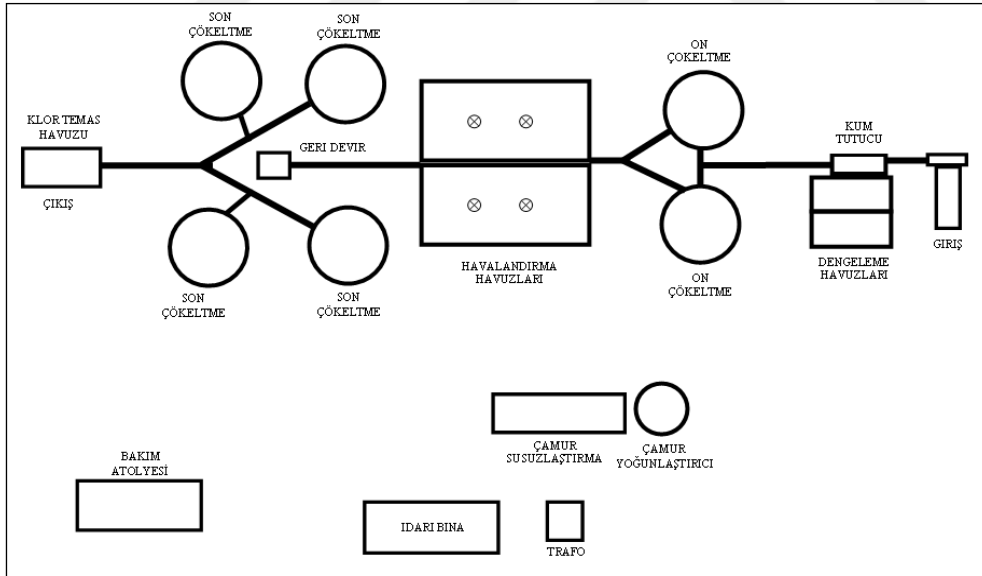 SON
ÇÖKELTME
SON
ÇÖKELTME
ON
ÇOKELTME
KLOR TEMAS
HAVUZU
GERI DEVIR
KUM
TUTUCU
ÇIKIŞ
GIRIŞ
HAVALANDIRMA
HAVUZLARI
ON
ÇÖKELTME
DENGELEME
HAVUZLARI
SON
ÇÖKELTME
SON
ÇÖKELTME
ÇAMUR
SUSUZLAŞTIRMA
ÇAMUR
YOĞUNLAŞTIRICI
BAKIM
ATOLYESİ
IDARI BINA
TRAFO